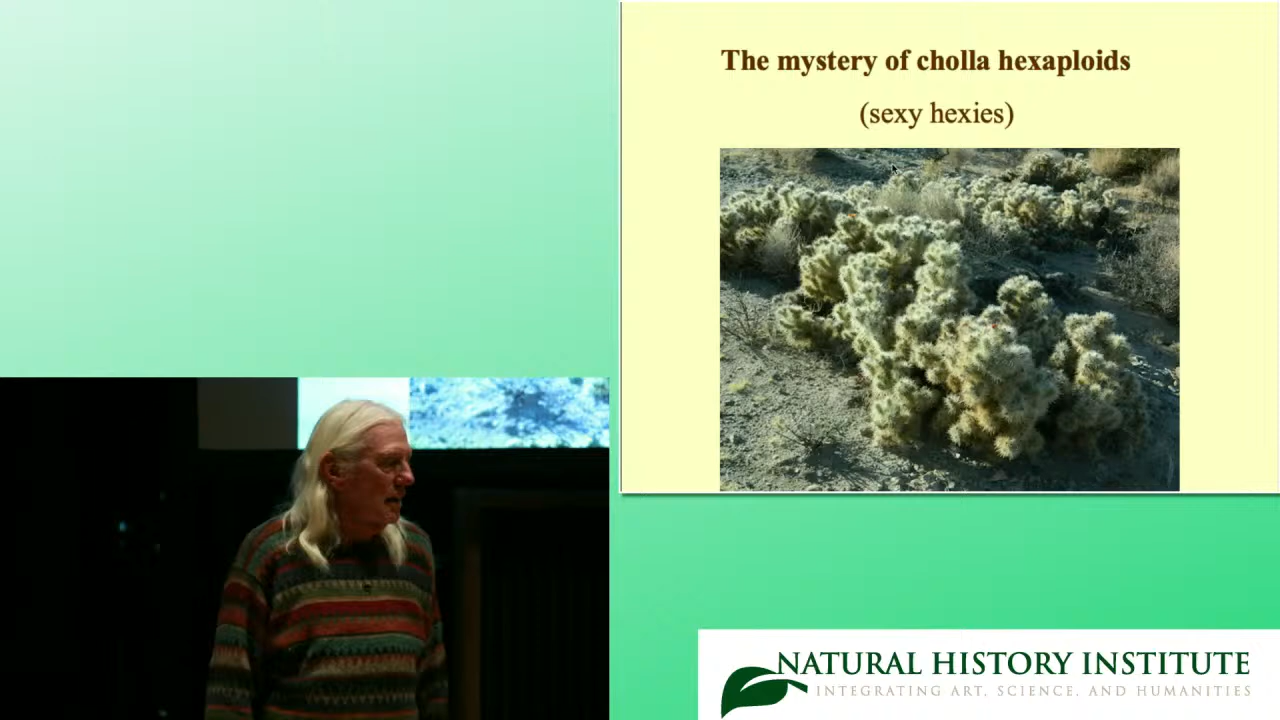 The mystery of cholla hexaploids
(sexy hexies)
NATURAL HISTORY INSTITUTE
INTEGRATING ART, SCIENCE, AND HUMANITIES